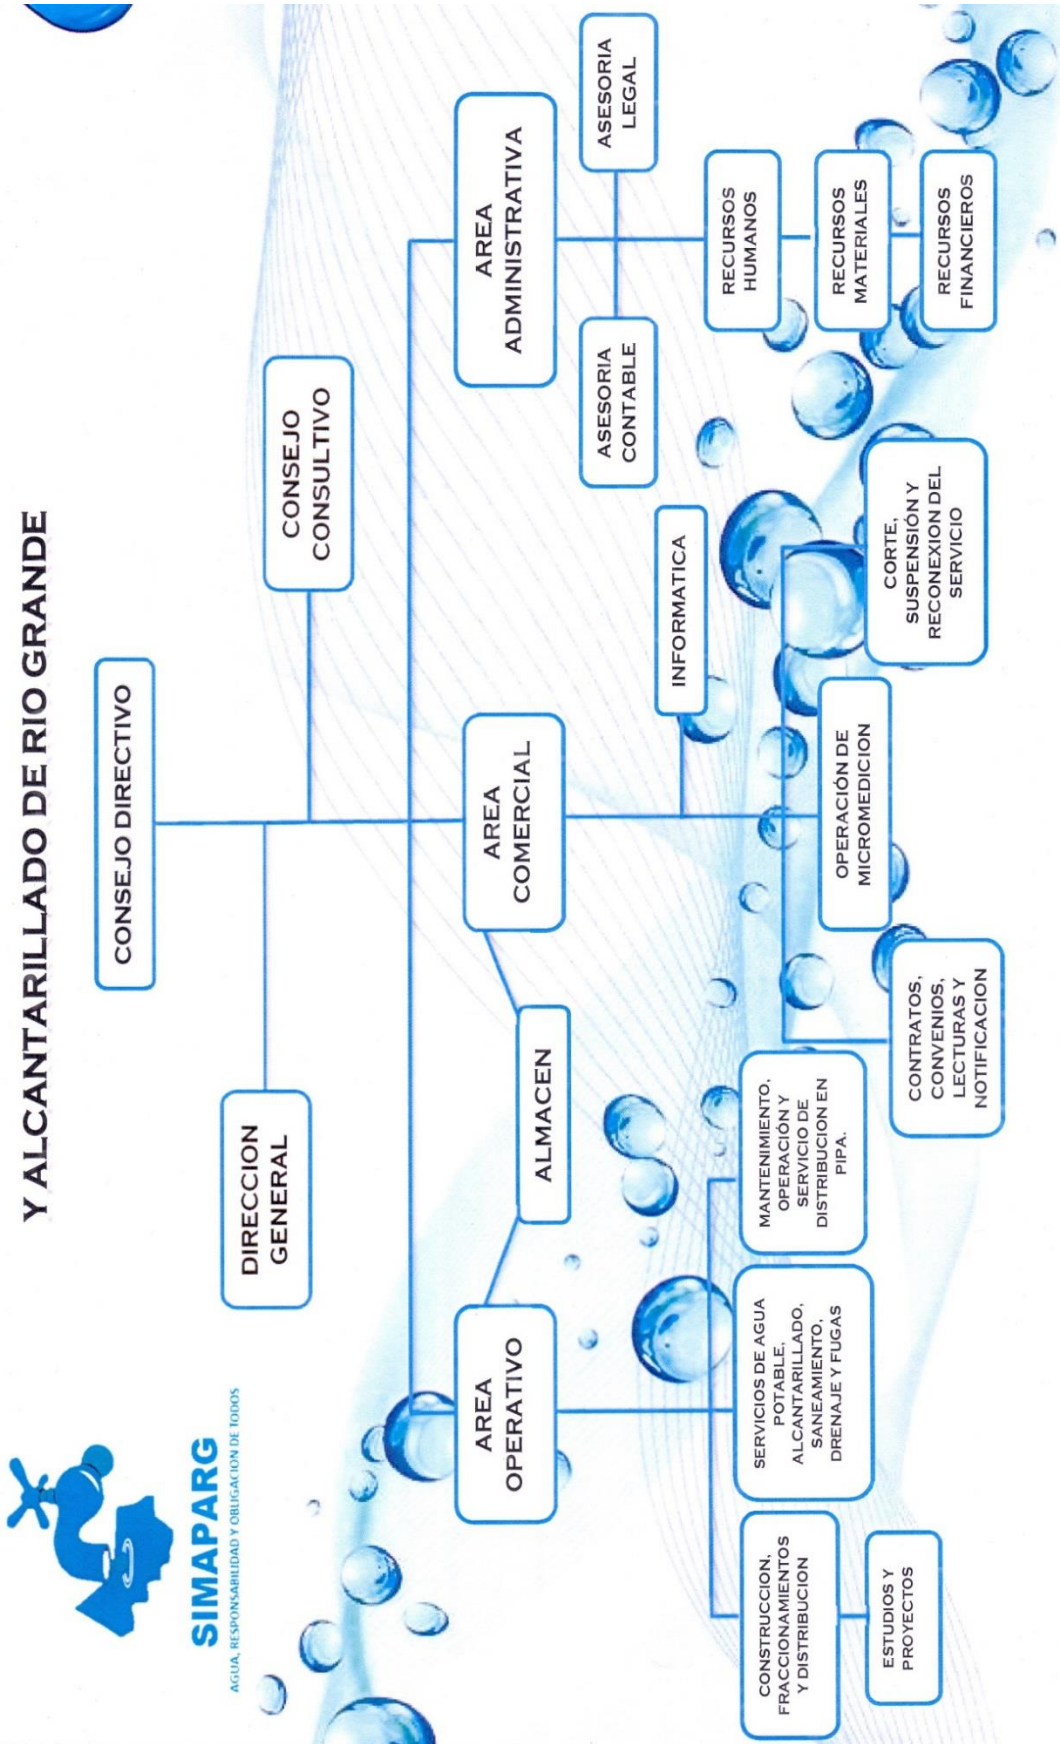 Y ALCANTARILLADO DE RIO GRANDE
SIMAPARG
AGUA, RESPONSABILIDAD Y OBLIGACION DE TODOS
CONSEJO DIRECTIVO
DIRECCION
GENERAL
CONSEJO
CONSULTIVO
AREA
OPERATIVO
AREA
COMERCIAL
AREA
ADMINISTRATIVA
ALMACEN
ASESORIA
CONTABLE
ASESORIA
LEGAL
INFORMATICA
RECURSOS
HUMANOS
RECURSOS
MATERIALES
RECURSOS
FINANCIEROS
CONSTRUCCION,
FRACCIONAMIENTOS
Y DISTRIBUCION
SERVICIOS DE AGUA
POTABLE,
ALCANTARILLADO,
SANEAMIENTO,
DRENAJE Y FUGAS
MANTENIMIENTO,
OPERACIÓN Y
SERVICIO DE
DISTRIBUCION EN
PIPA.
ESTUDIOS Y
PROYECTOS
CONTRATOS,
CONVENIOS,
LECTURAS Y
NOTIFICACION
OPERACIÓN DE
MICROMEDICION
CORTE,
SUSPENSIÓN Y
RECONEXION DEL
SERVICIO